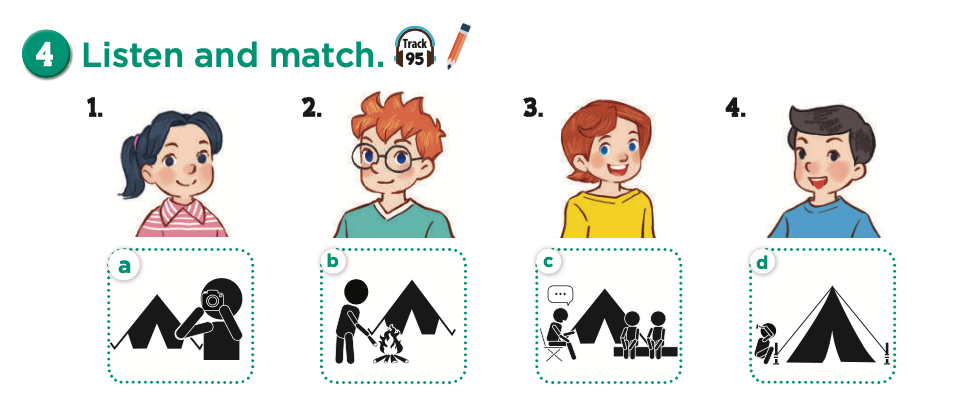 4 Listen and match. Track 95
1. 2. 3. 4.
a b c d
...